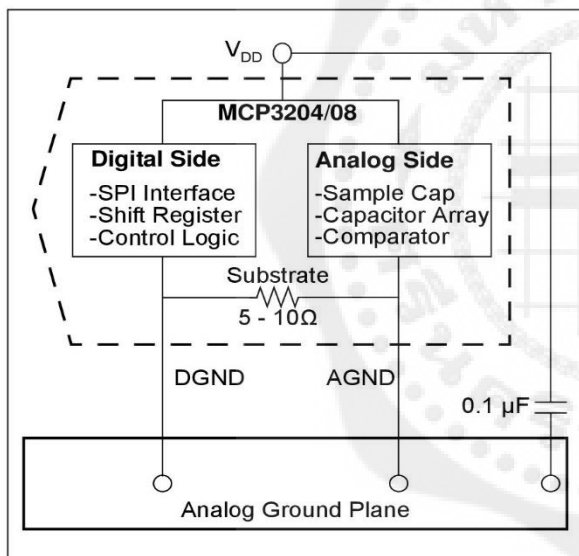 VDD
MCP3204/08
Digital Side
-SPI Interface
-Shift Register
-Control Logic
Analog Side
-Sample Cap
-Capacitor Array
-Comparator
Substrate
5 - 10Ω
DGND
AGND
0.1 µF
Analog Ground Plane